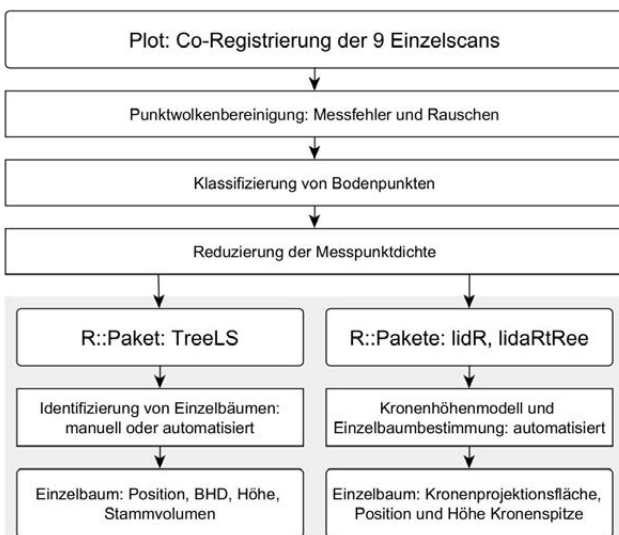 Plot: Co-Registrierung der 9 Einzelscans
Punktwolkenbereinigung: Messfehler und Rauschen
Klassifizierung von Bodenpunkten
Reduzierung der Messpunktdichte
R::Paket: TreeLS
Identifizierung von Einzelbäumen:
manuell oder automatisiert
Einzelbaum: Position, BHD, Höhe,
Stammvolumen
R::Pakete: lidR, lidaRtRee
Kronenhöhenmodell und
Einzelbaumbestimmung: automatisiert
Einzelbaum: Kronenprojektionsfläche,
Position und Höhe Kronenspitze